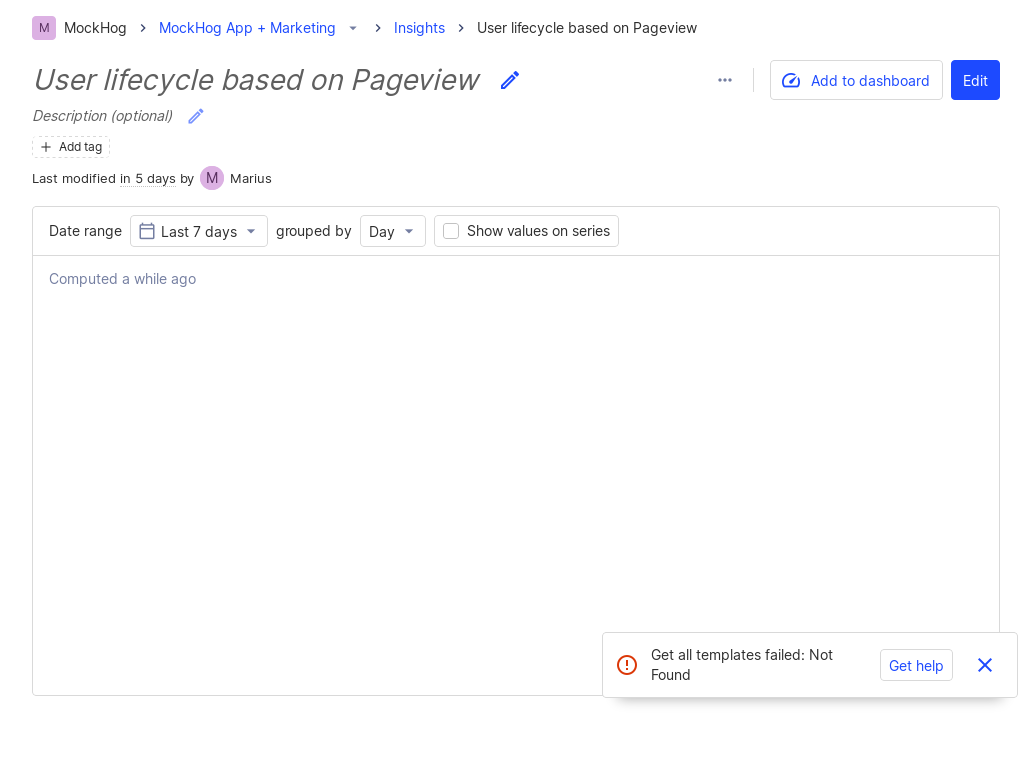 M MockHog MockHog App + Marketing Insights User lifecycle based on Pageview
User lifecycle based on Pageview
Add to dashboard Edit
Description (optional)
Add tag
Last modified in 5 days by M Marius
Date range Last 7 days grouped by Day Show values on series
Computed a while ago
Get all templates failed: Not
Found
Get help